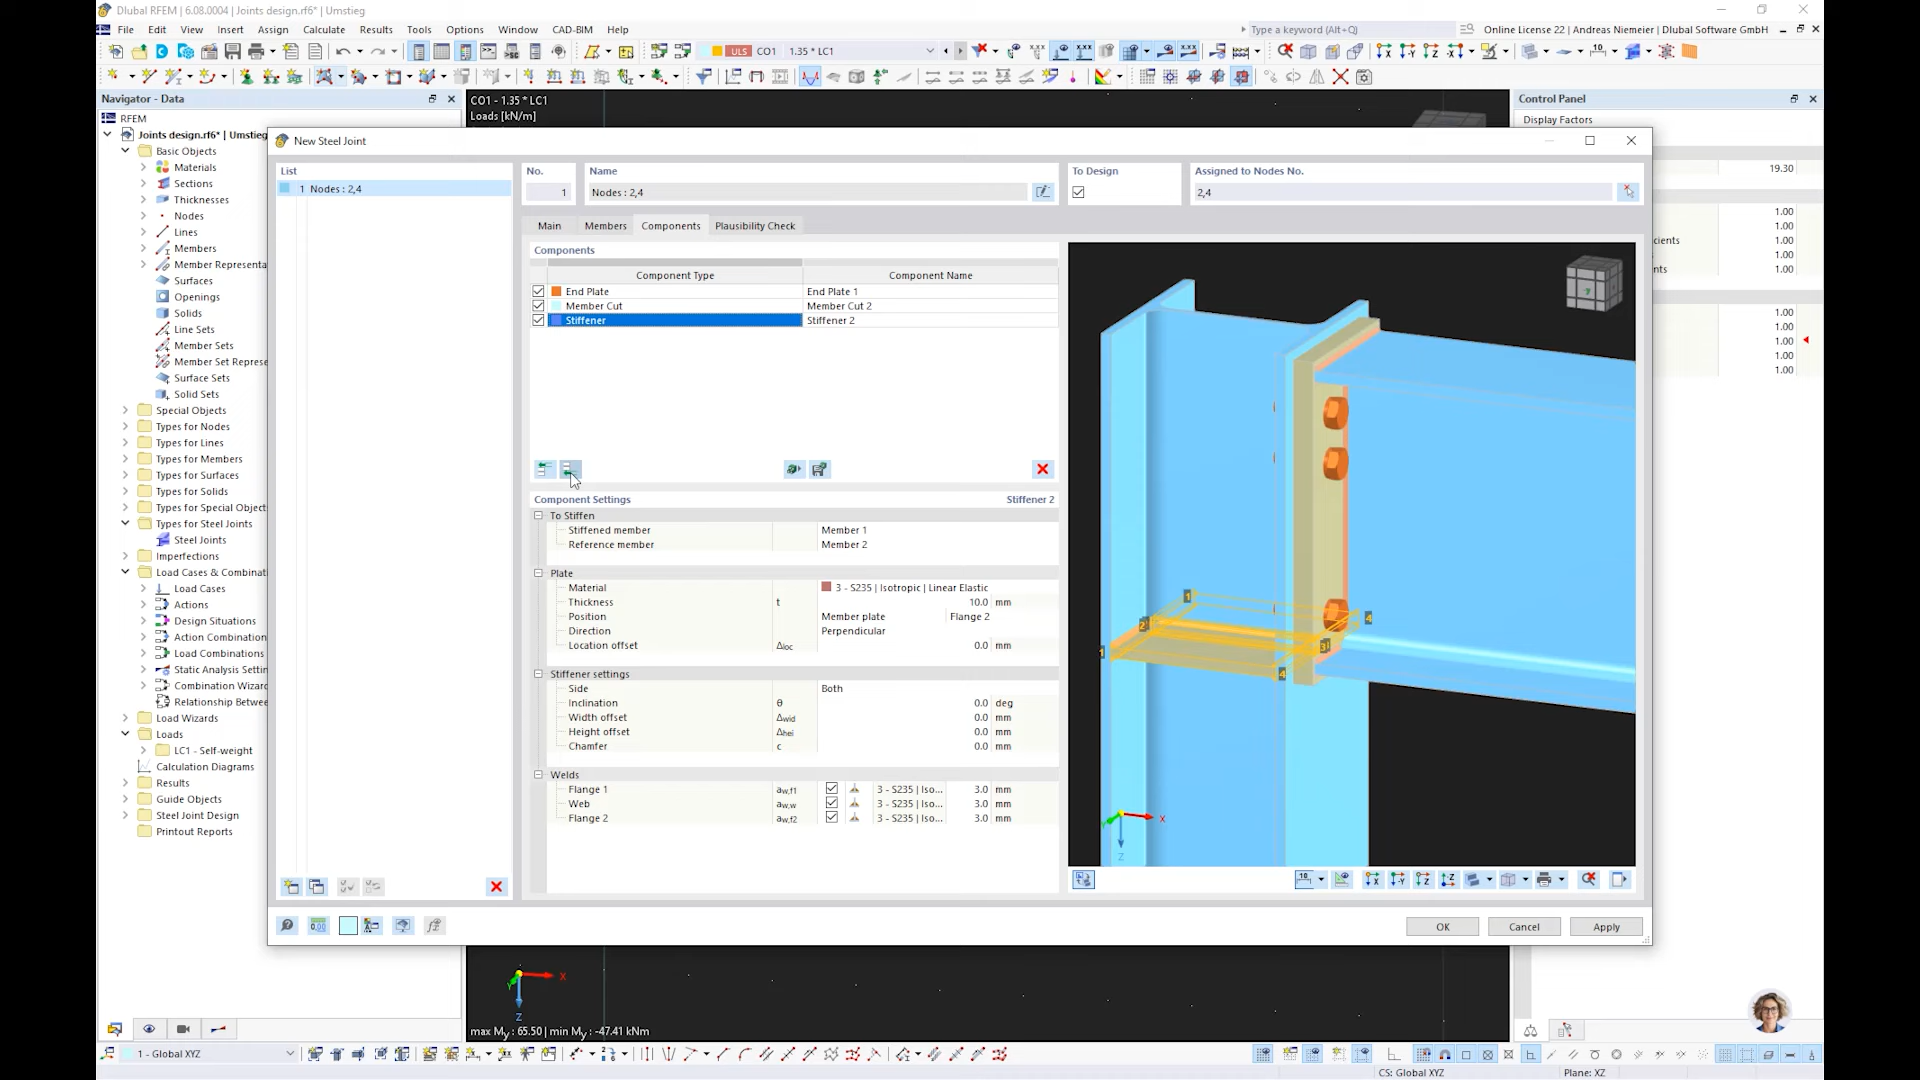 Dlubal RFEM | 6.08.0004 | Joints design.rf6* | Umstieg
File Edit View Insert Assign Calculate Results Tools Options Window CAD-BIM Help
Type a keyword (Alt+Q)
Online License 22 | Andreas Niemeier | Dlubal Software GmbH
ULS CO1 1.35 * LC1
Navigator - Data
RFEM
Joints design.rf6* | Umstieg
Basic Objects
Materials
Sections
Thicknesses
Nodes
Lines
Members
Member Representa
Surfaces
Openings
Solids
Line Sets
Member Sets
Member Set Represe
Surface Sets
Solid Sets
Special Objects
Types for Nodes
Types for Lines
Types for Members
Types for Surfaces
Types for Solids
Types for Special Object
Types for Steel Joints
Steel Joints
Imperfections
Load Cases & Combinat
Load Cases
Actions
Design Situations
Action Combination
Load Combinations
Static Analysis Settin
Combination Wizard
Relationship Betwee
Load Wizards
Loads
LC1 - Self-weight
Calculation Diagrams
Results
Guide Objects
Steel Joint Design
Printout Reports
CO1 - 1.35 * LC1
Loads [kN/m]
New Steel Joint
List
1 Nodes : 2,4
No.
1
Name
Nodes : 2,4
To Design
Assigned to Nodes No.
2,4
Main Members Components Plausibility Check
Components
Component Type Component Name
End Plate End Plate 1
Member Cut Member Cut 2
Stiffener Stiffener 2
Component Settings Stiffener 2
To Stiffen
Stiffened member Member 1
Reference member Member 2
Plate
Material 3 - S235 | Isotropic | Linear Elastic
Thickness t 10.0 mm
Position Member plate Flange 2
Direction Perpendicular
Location offset Δloc 0.0 mm
Stiffener settings
Side Both
Inclination θ 0.0 deg
Width offset Δwid 0.0 mm
Height offset Δhei 0.0 mm
Chamfer c 0.0 mm
Welds
Flange 1 aw,f1 3 - S235 | Iso... 3.0 mm
Web aw,w 3 - S235 | Iso... 3.0 mm
Flange 2 aw,f2 3 - S235 | Iso... 3.0 mm
1
2
4
1
3
4
X
Z
OK Cancel Apply
Control Panel
Display Factors
19.30
1.00
1.00
cients 1.00
1.00
nts 1.00
1.00
1.00
1.00
1.00
1.00
X
Y
Z
max My : 65.50 | min My : -47.41 kNm
1 - Global XYZ
CS: Global XYZ
Plane: XZ